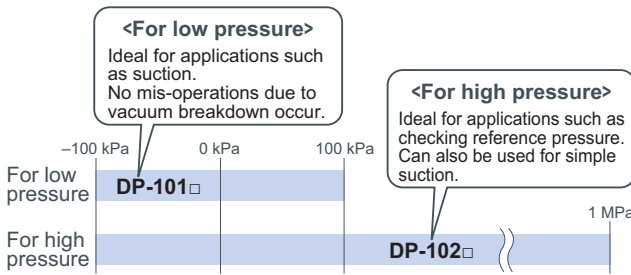 <For low pressure>
Ideal for applications such
as suction.
No mis-operations due to
vacuum breakdown occur.
<For high pressure>
Ideal for applications such as
checking reference pressure.
Can also be used for simple
suction.
–100 kPa 0 kPa 100 kPa
For low
pressure
DP-101□
1 MPa
For high
pressure
DP-102□